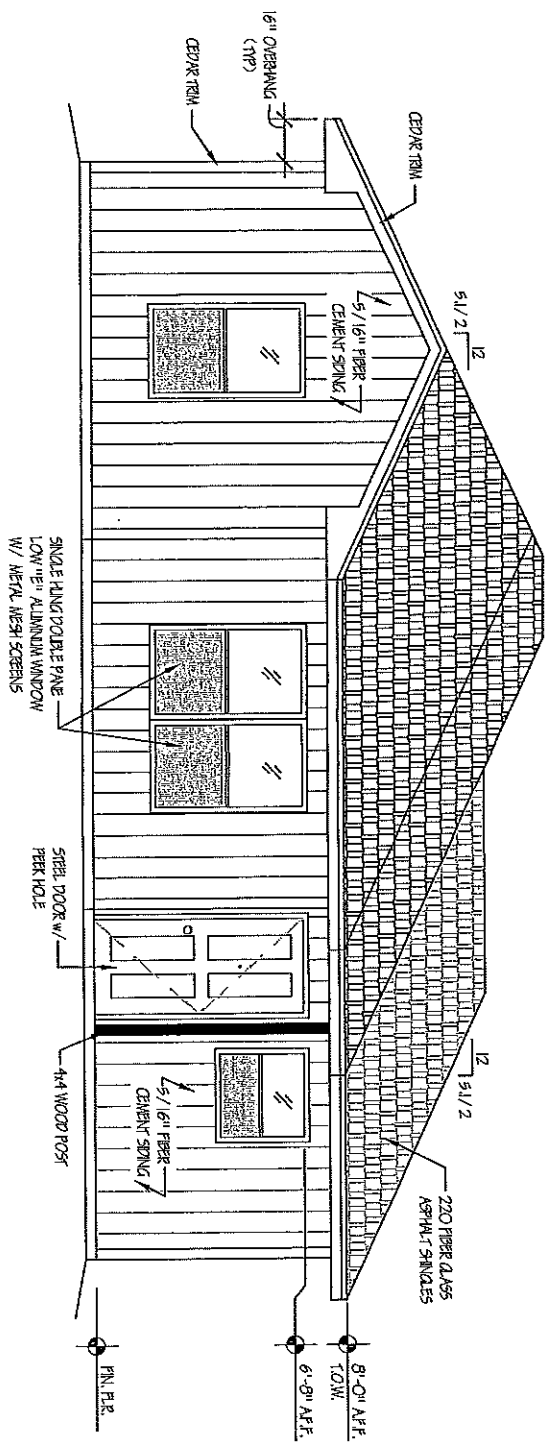 16" OVERHANG
(TYP)
CEDAR TRIM
CEDAR TRIM
5/16" FIBER
CEMENT SIDING
12
5 1/2
SINGLE HUNG DOUBLE PANE
LOW "E" ALUMINUM WINDOW
W/ METAL MESH SCREENS
STEEL DOOR w/
PEEK HOLE
4x4 WOOD POST
5/16" FIBER
CEMENT SIDING
12
5 1/2
220 FIBER GLASS
ASPHALT SHINGLES
8'-0" A.F.F.
T.O.W.
6'-8" A.F.F.
FIN. FLR.